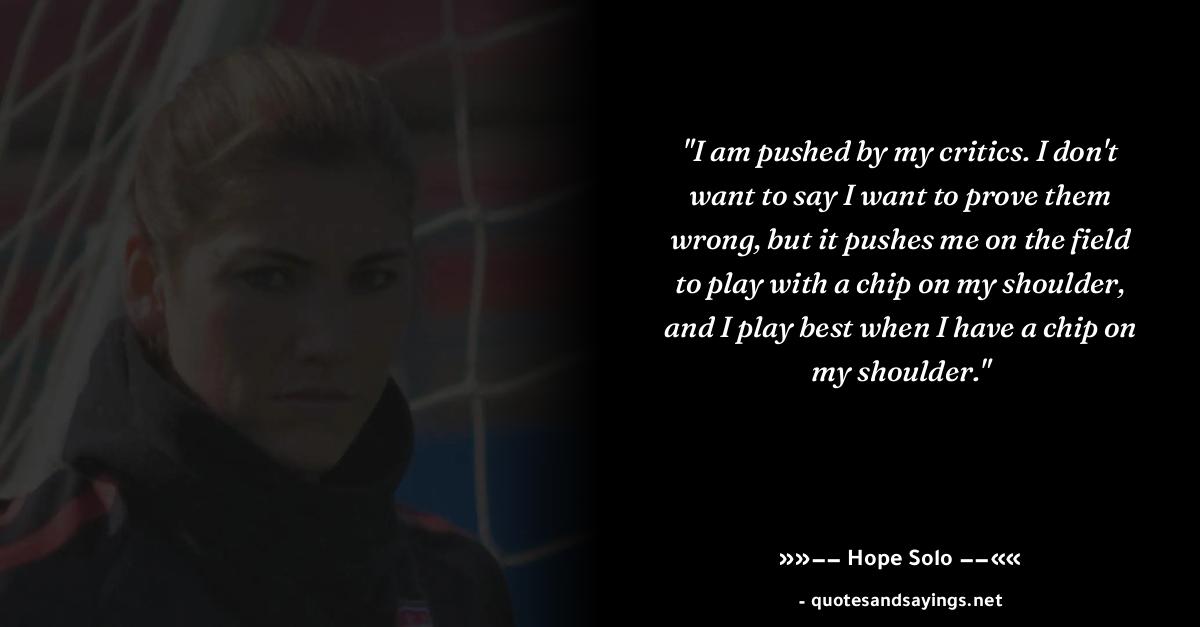 "I am pushed by my critics. I don't
want to say I want to prove them
wrong, but it pushes me on the field
to play with a chip on my shoulder,
and I play best when I have a chip on
my shoulder."
»»−− Hope Solo −−««
- quotesandsayings.net